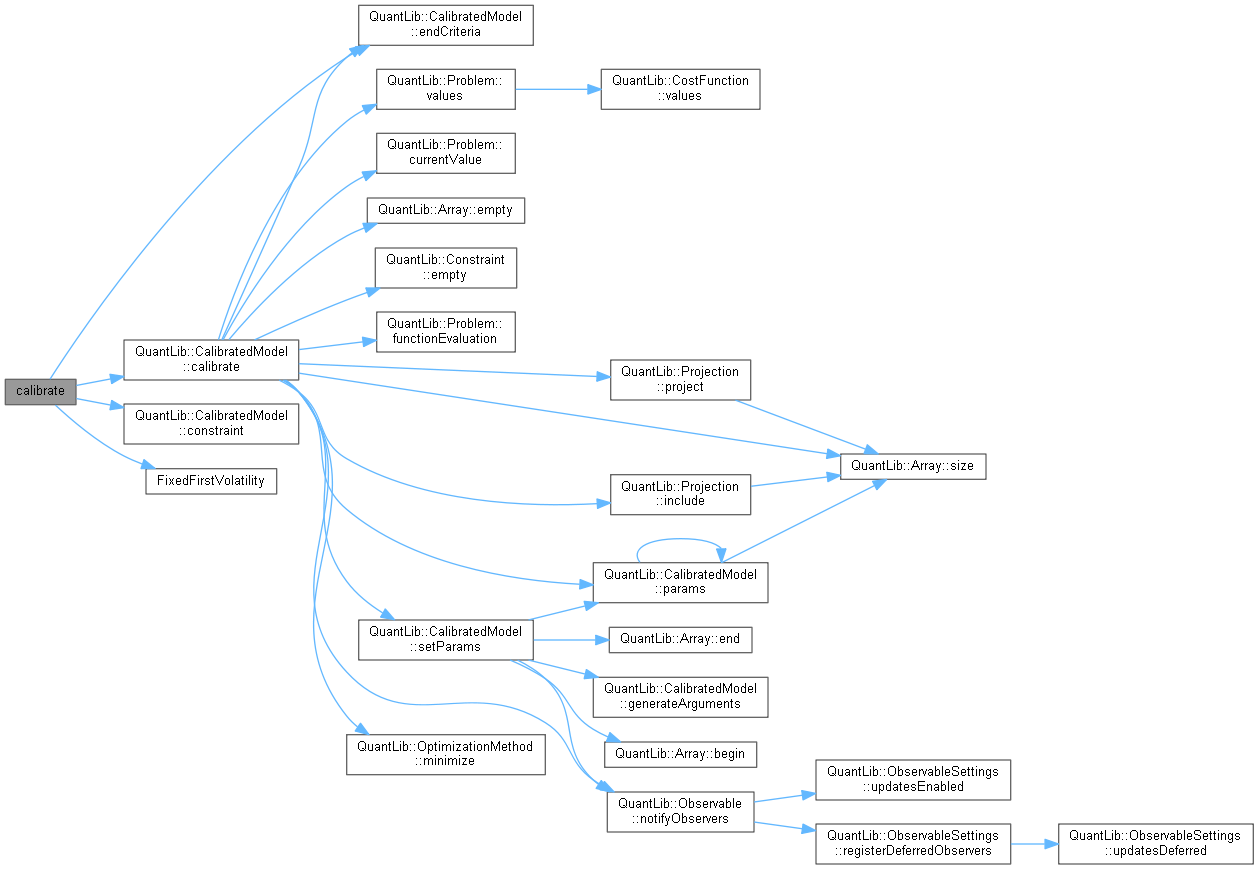 QuantLib::CalibratedModel
::endCriteria
QuantLib::Problem::
values
QuantLib::CostFunction
::values
QuantLib::Problem::
currentValue
QuantLib::Array::empty
QuantLib::Constraint
::empty
QuantLib::Problem::
functionEvaluation
QuantLib::CalibratedModel
::calibrate
QuantLib::Projection
::project
calibrate
QuantLib::CalibratedModel
::constraint
FixedFirstVolatility
QuantLib::Array::size
QuantLib::Projection
::include
QuantLib::CalibratedModel
::params
QuantLib::CalibratedModel
::setParams
QuantLib::Array::end
QuantLib::CalibratedModel
::generateArguments
QuantLib::OptimizationMethod
::minimize
QuantLib::Array::begin
QuantLib::Observable
::notifyObservers
QuantLib::ObservableSettings
::updatesEnabled
QuantLib::ObservableSettings
::registerDeferredObservers
QuantLib::ObservableSettings
::updatesDeferred